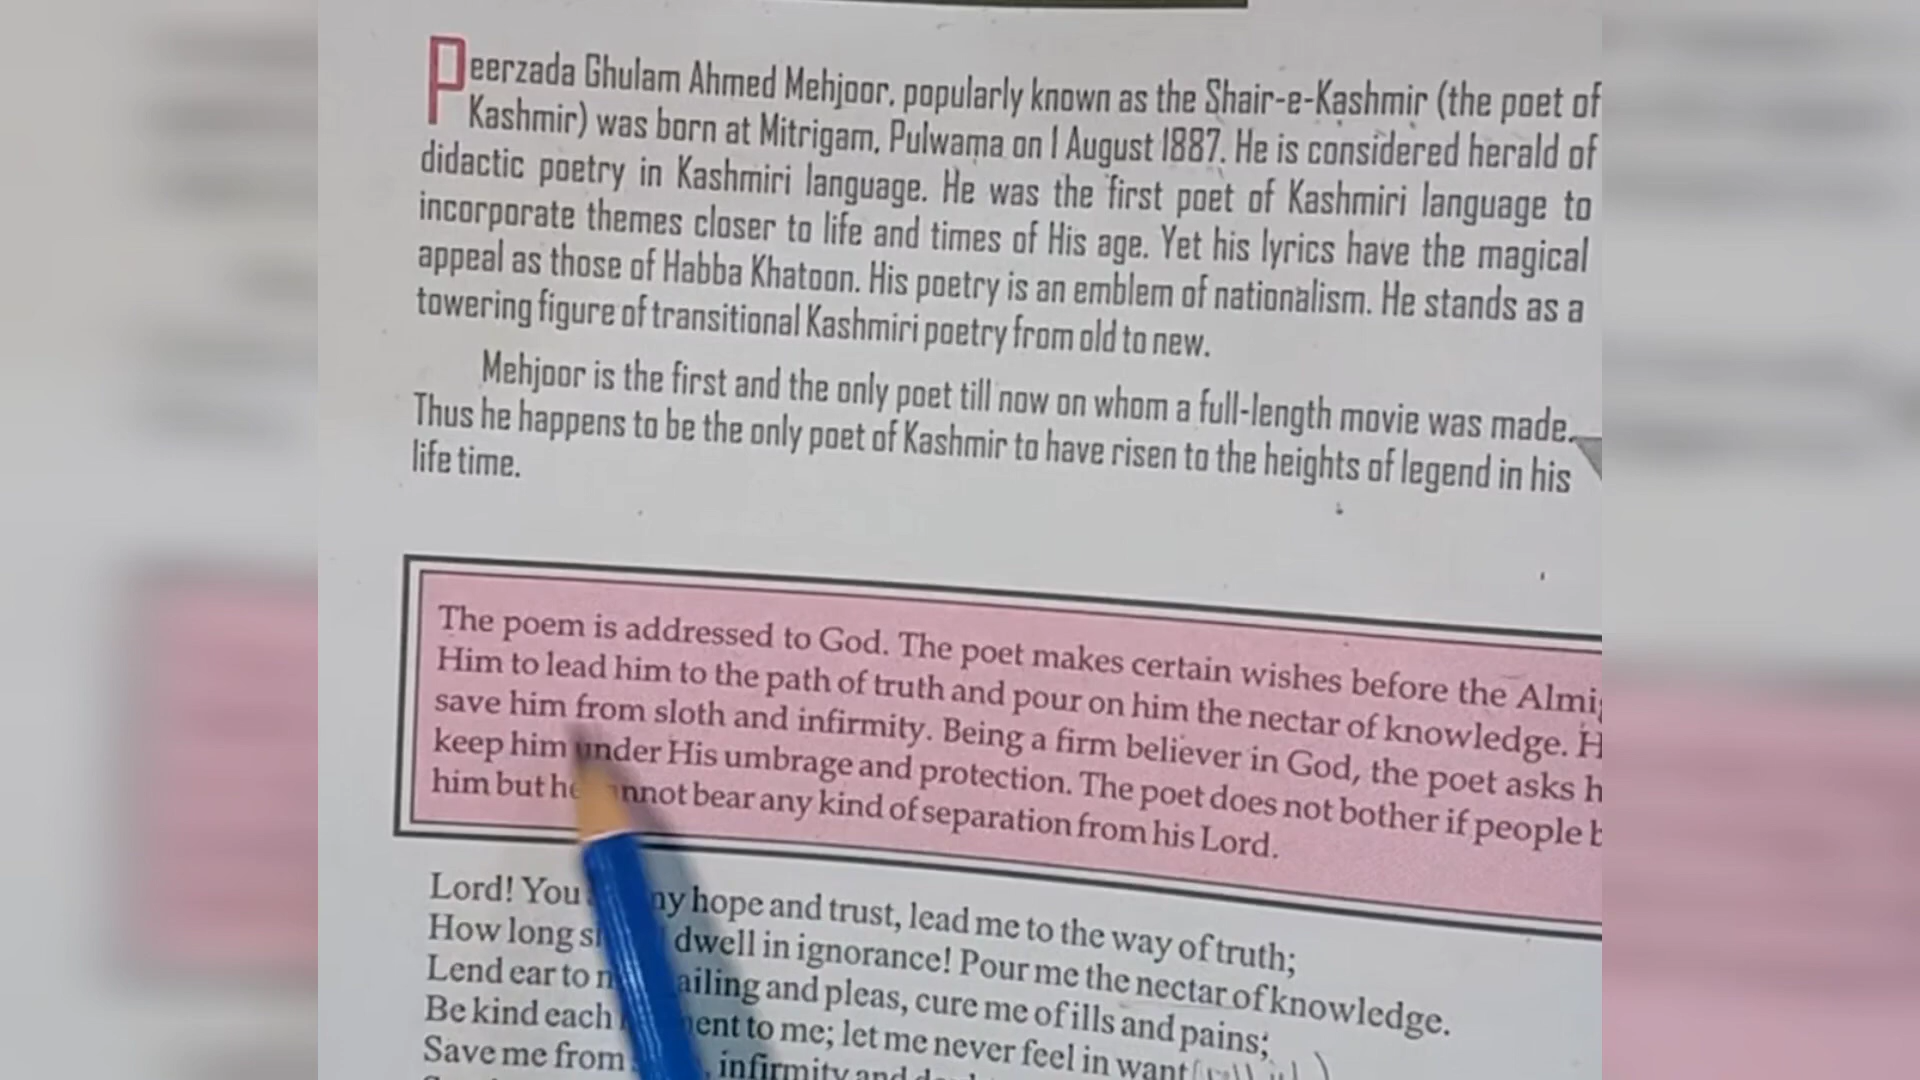 Peerzada Ghulam Ahmed Mehjoor, popularly known as the Shair-e-Kashmir (the poet of
Kashmir) was born at Mitrigam, Pulwama on 1 August 1887. He is considered herald of
didactic poetry in Kashmiri language. He was the first poet of Kashmiri language to
incorporate themes closer to life and times of His age. Yet his lyrics have the magical
appeal as those of Habba Khatoon. His poetry is an emblem of nationalism. He stands as a
towering figure of transitional Kashmiri poetry from old to new.
Mehjoor is the first and the only poet till now on whom a full-length movie was made.
Thus he happens to be the only poet of Kashmir to have risen to the heights of legend in his
life time.
The poem is addressed to God. The poet makes certain wishes before the
Him to lead him to the path of truth and pour on him the nectar of knowledge.
save him from sloth and infirmity. Being a firm believer in God, the poet asks
keep him under His umbrage and protection. The poet does not bother if people
him but bear any kind of separation from his Lord.
Lord! You hope and trust, lead me to the way of truth;
How long dwell in ignorance! Pour me the nectar of knowledge.
Lend ear to and pleas, cure me of ills and pains;
Be kind each to me; let me never feel in want
Save me from infirmity and